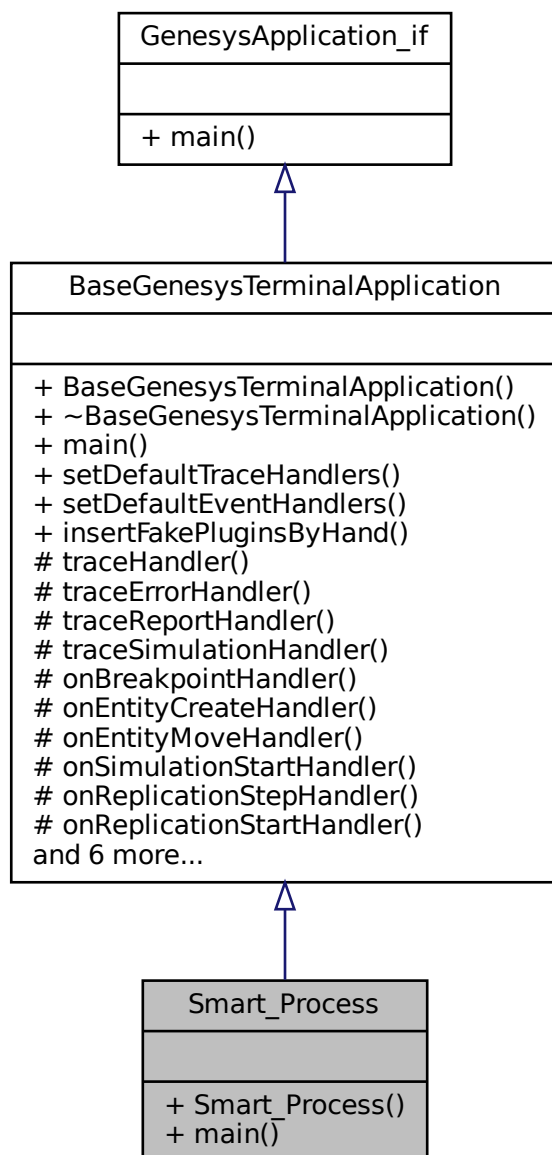 GenesysApplication_if
+ main()
BaseGenesysTerminalApplication
+ BaseGenesysTerminalApplication()
+ ~BaseGenesysTerminalApplication()
+ main()
+ setDefaultTraceHandlers()
+ setDefaultEventHandlers()
+ insertFakePluginsByHand()
# traceHandler()
# traceErrorHandler()
# traceReportHandler()
# traceSimulationHandler()
# onBreakpointHandler()
# onEntityCreateHandler()
# onEntityMoveHandler()
# onSimulationStartHandler()
# onReplicationStepHandler()
# onReplicationStartHandler()
and 6 more...
Smart_Process
+ Smart_Process()
+ main()